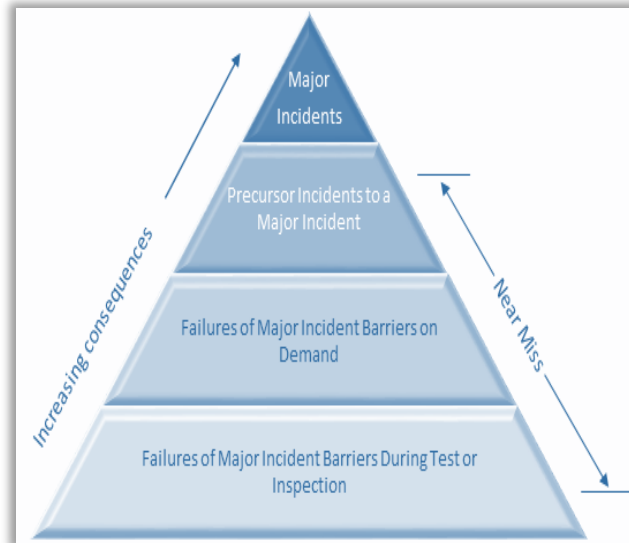 Major
Incidents
Precursor Incidents to a
Major Incident
Failures of Major Incident Barriers on
Demand
Failures of Major Incident Barriers During Test or
Inspection
Increasing consequences
Near Miss